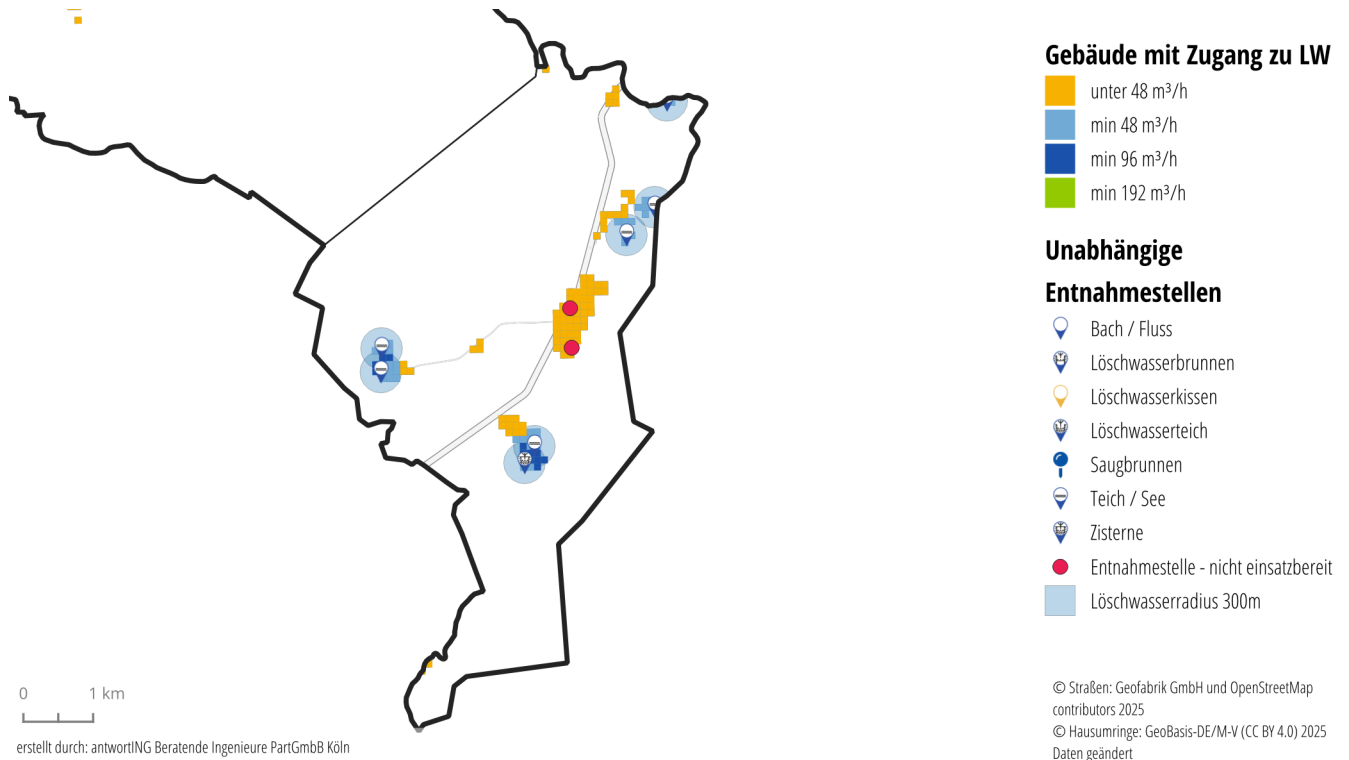 Gebäude mit Zugang zu LW
unter 48 m³/h
min 48 m³/h
min 96 m³/h
min 192 m³/h
Unabhängige
Entnahmestellen
Bach / Fluss
Löschwasserbrunnen
Löschwasserkissen
Löschwasserteich
Saugbrunnen
Teich / See
Zisterne
Entnahmestelle - nicht einsatzbereit
Löschwasserradius 300m
0 1 km
erstellt durch: antwortING Beratende Ingenieure PartGmbB Köln
© Straßen: Geofabrik GmbH und OpenStreetMap
contributors 2025
© Hausumringe: GeoBasis-DE/M-V (CC BY 4.0) 2025
Daten geändert